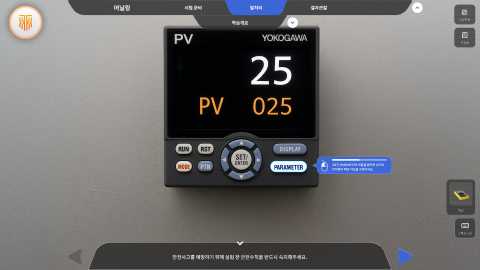 어닐링
시험 준비
열처리
결과관찰
학습개요
PV
YOKOGAWA
25
PV 025
RUN
RST
SET/
ENTER
DISPLAY
MODE
PTN
PARAMETER
안전사고를 예방하기 위해 실험 전 안전수칙을 반드시 숙지해주세요.